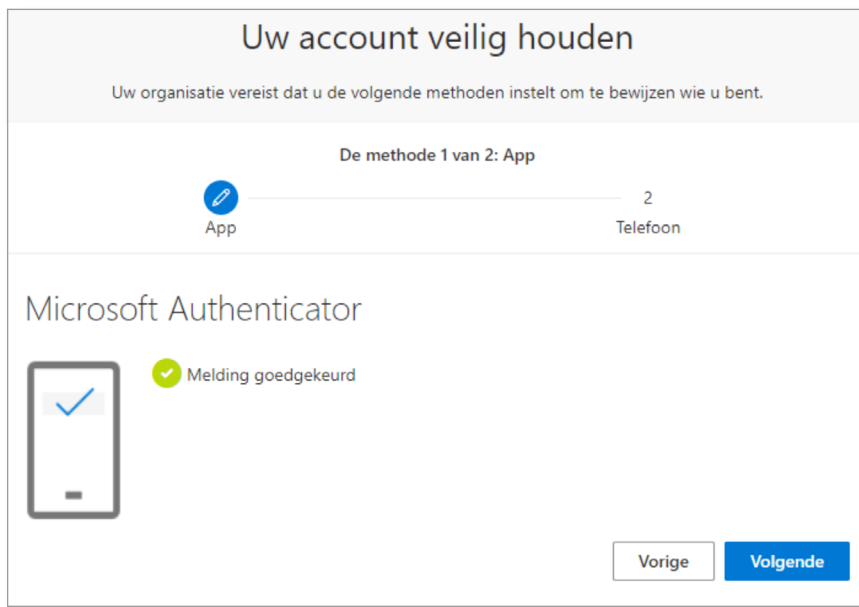 Uw account veilig houden
Uw organisatie vereist dat u de volgende methoden instelt om te bewijzen wie u bent.
De methode 1 van 2: App
2
App
Telefoon
Microsoft Authenticator
Melding goedgekeurd
Vorige
Volgende